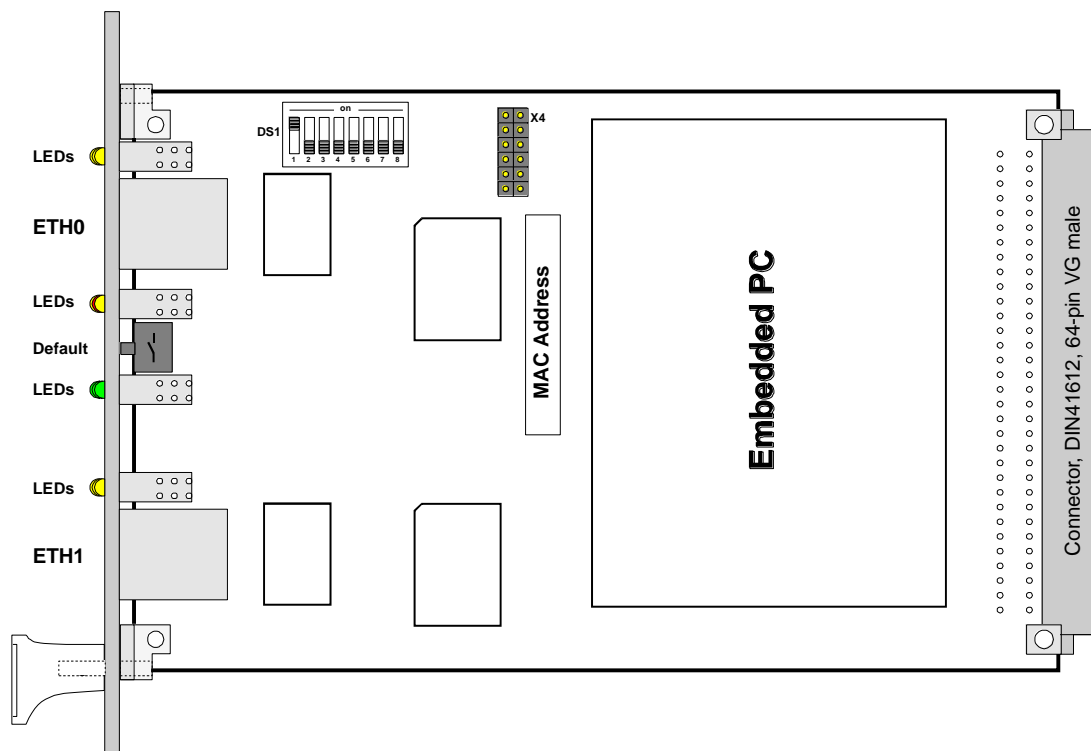 on
DS1
X4
1 2 3 4 5 6 7 8
LEDs
ETH0
LEDs
Default
LEDs
LEDs
ETH1
MAC Address
Embedded PC
Connector, DIN41612, 64-pin VG male